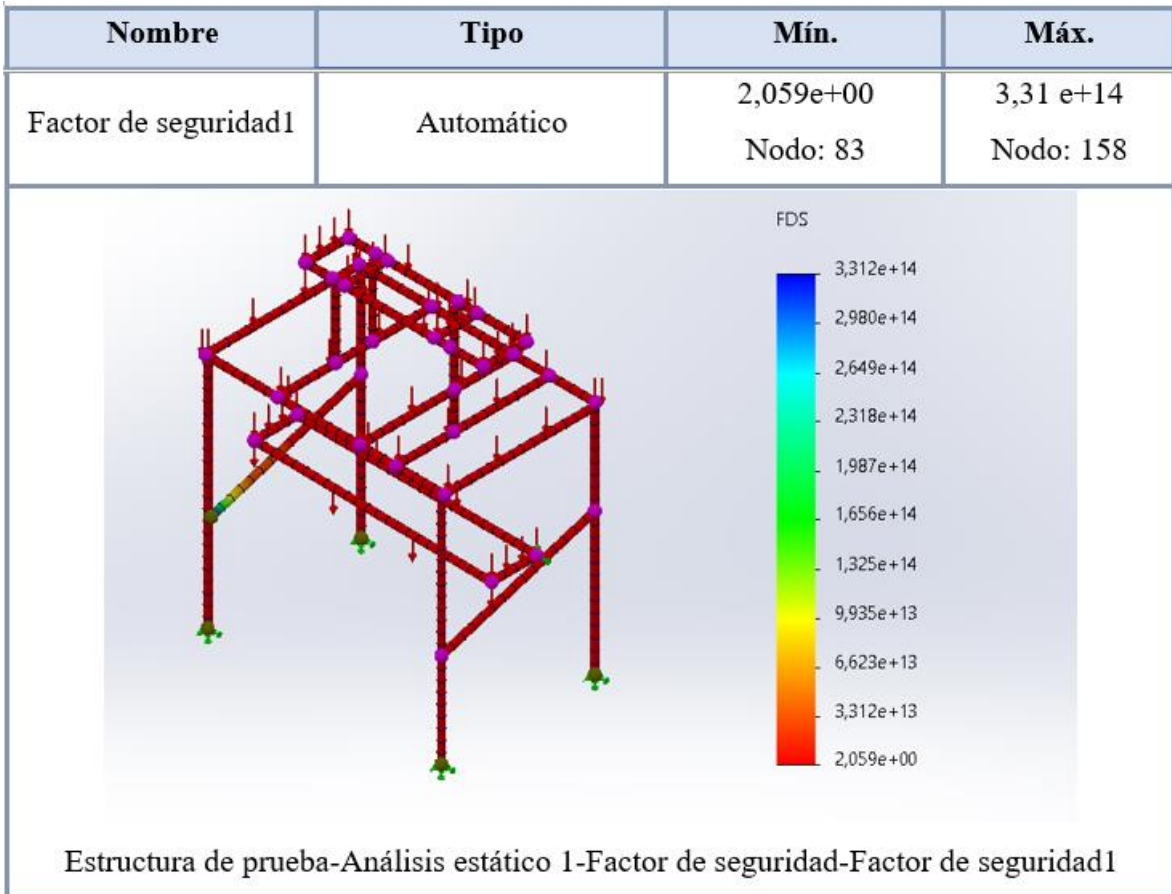 Nombre Tipo Mín. Máx.
Factor de seguridad1 Automático 2,059e+00 3,31 e+14
Nodo: 83 Nodo: 158
FDS
3,312e+14
2,980e+14
2,649e+14
2,318e+14
1,987e+14
1,656e+14
1,325e+14
9,935e+13
6,623e+13
3,312e+13
2,059e+00
Estructura de prueba-Análisis estático 1-Factor de seguridad-Factor de seguridad1